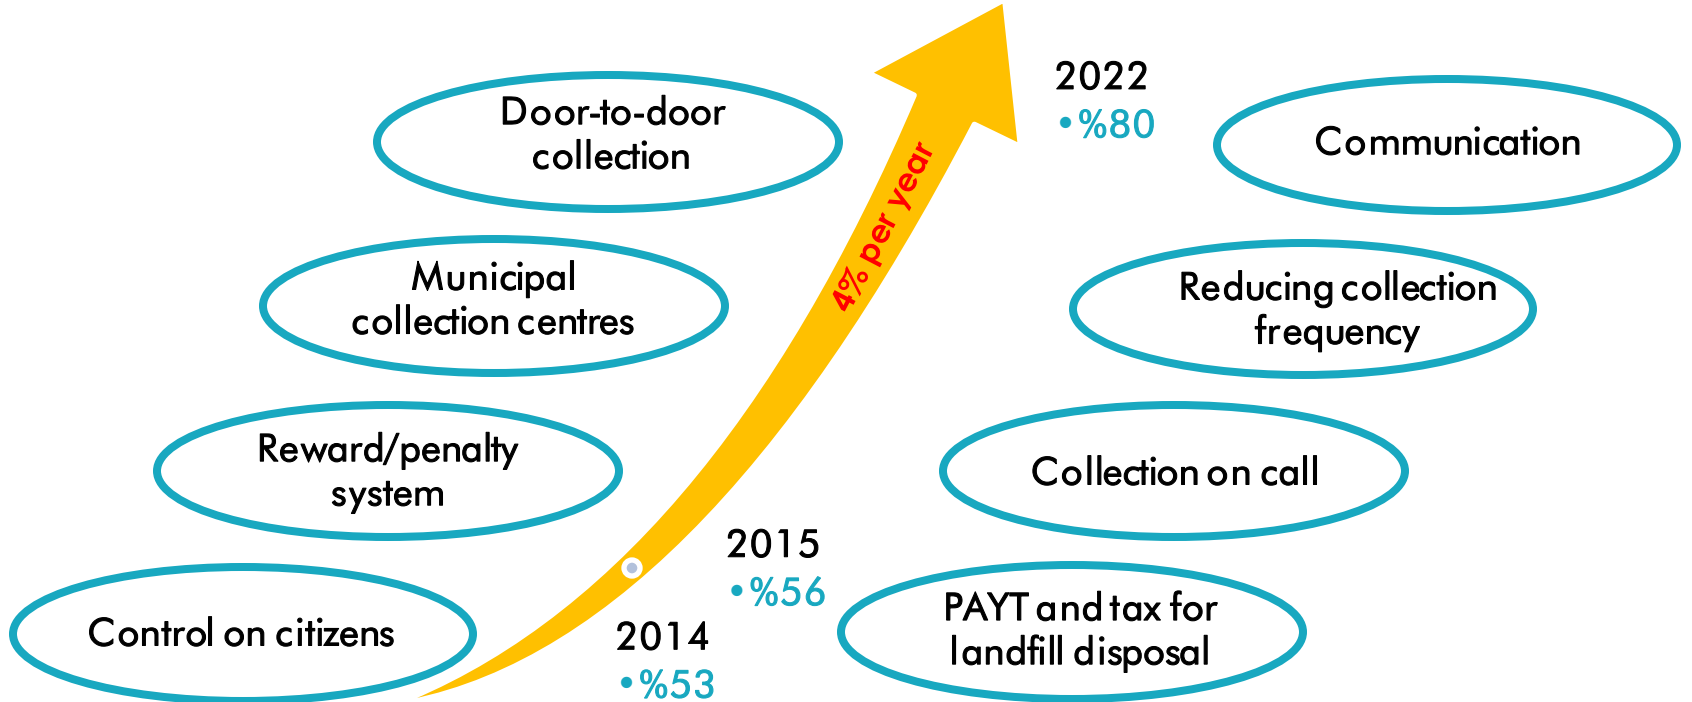 Door-to-door
collection
Municipal
collection centres
Reward/penalty
system
Control on citizens
4% per year
2022
•%80
2015
•%56
2014
•%53
Communication
Reducing collection
frequency
Collection on call
PAYT and tax for
landfill disposal